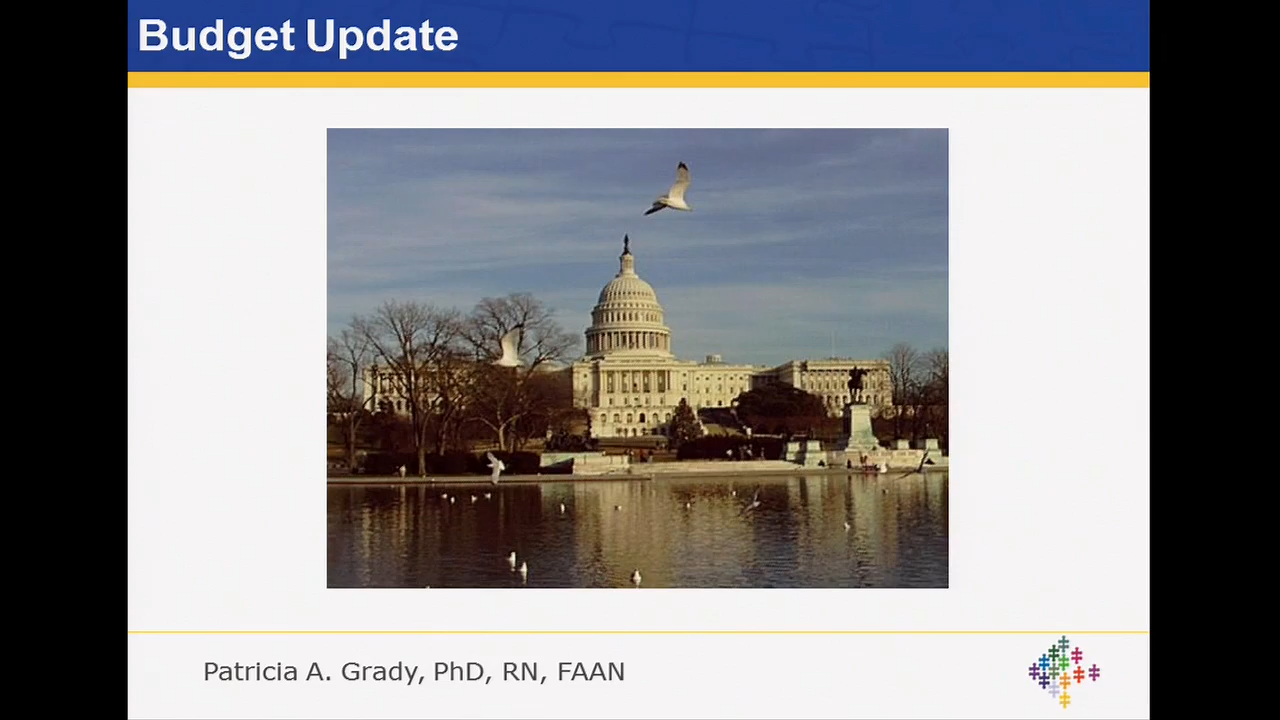 Budget Update
Patricia A. Grady, PhD, RN, FAAN